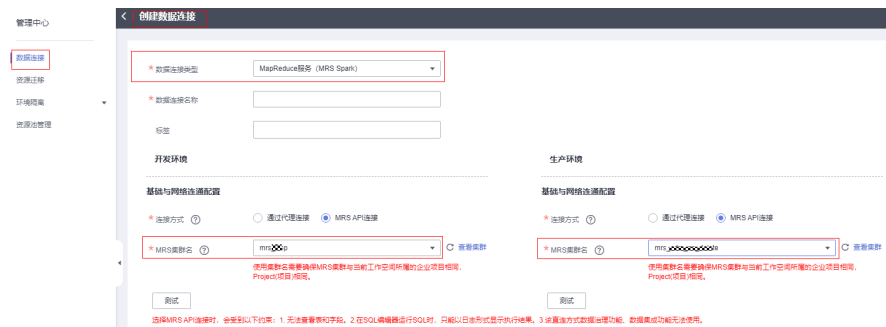 管理中心
创建数据连接
数据连接
资源迁移
环境隔离
资源池管理
* 数据连接类型 MapReduce服务（MRS Spark）
* 数据连接名称
标签
开发环境 生产环境
基础与网络连通配置 基础与网络连通配置
* 连接方式 ? 通过代理连接 MRS API连接 * 连接方式 ? 通过代理连接 MRS API连接
* MRS集群名 ? 查看集群 * MRS集群名 ? 查看集群
使用集群名需要确保MRS集群与当前工作空间所属的企业项目相同、 使用集群名需要确保MRS集群与当前工作空间所属的企业项目相同、
Project(项目)相同。 Project(项目)相同。
测试 测试
选择MRS API连接时，会受到以下约束：1. 无法查看表和字段。2.在SQL编辑器运行SQL时，只能以日志形式显示执行结果。3.该直连方式数据治理功能、数据集成功能无法使用。